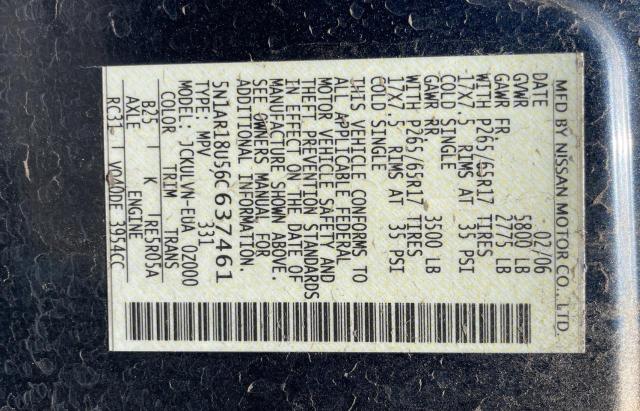 MFD BY NISSAN MOTOR CO., LTD.
DATE 02/06
GVWR 5800 LB
GAWR FR 2775 LB
WITH P265/65R17 TIRES
17X7.5 RIMS AT 35 PSI
COLD SINGLE
GAWR RR 3500 LB
WITH P265/65R17 TIRES
17X7.5 RIMS AT 35 PSI
COLD SINGLE
THIS VEHICLE CONFORMS TO
ALL APPLICABLE FEDERAL
MOTOR VEHICLE SAFETY AND
THEFT PREVENTION STANDARDS
IN EFFECT ON THE DATE OF
MANUFACTURE SHOWN ABOVE.
SEE OWNERS MANUAL FOR
ADDITIONAL INFORMATION.
5N1AR18U56C637461
TYPE: MPV 331
MODEL: JCKULVN-EUA 0Z000
COLOR TRIM TRANS
B25 K RE5R05A
AXLE ENGINE
RC31 VQ40DE 3954CC